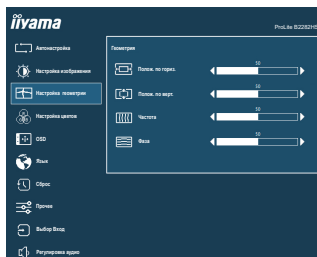 iiyama
ProLite B2282HS
Автонастройка
Геометрия
Настройка изображения
Полож. по гориз.
50
Настройка геометрии
Полож. по верт.
50
Настройка цветов
Частота
50
OSD
Фаза
50
Язык
Сброс
Прочее
Выбор Вход
Регулировка аудио